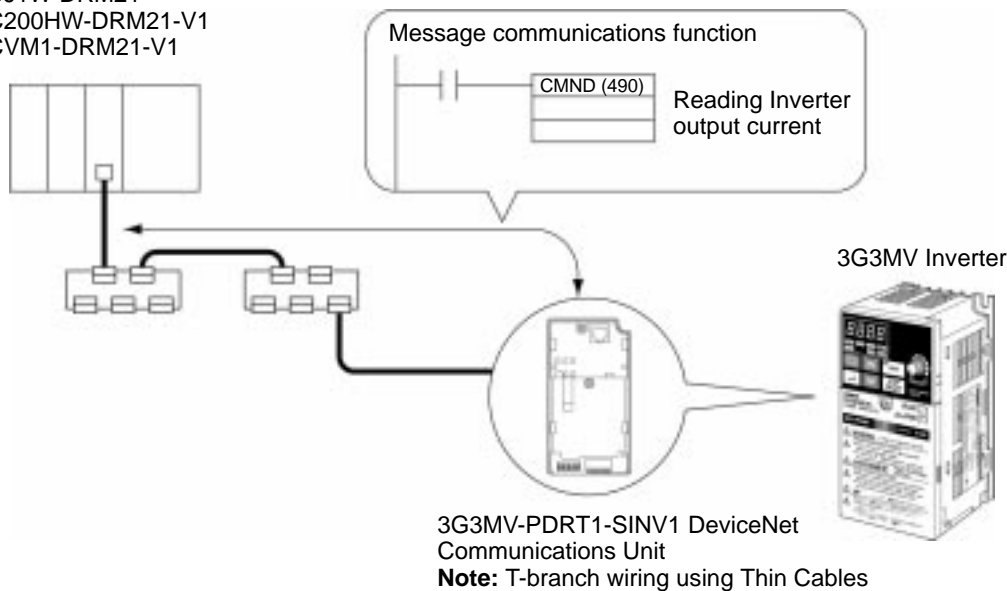 C200HW-DRM21-V1
CVM1-DRM21-V1
Message communications function
CMND (490)
Reading Inverter
output current
3G3MV Inverter
3G3MV-PDRT1-SINV1 DeviceNet
Communications Unit
Note: T-branch wiring using Thin Cables